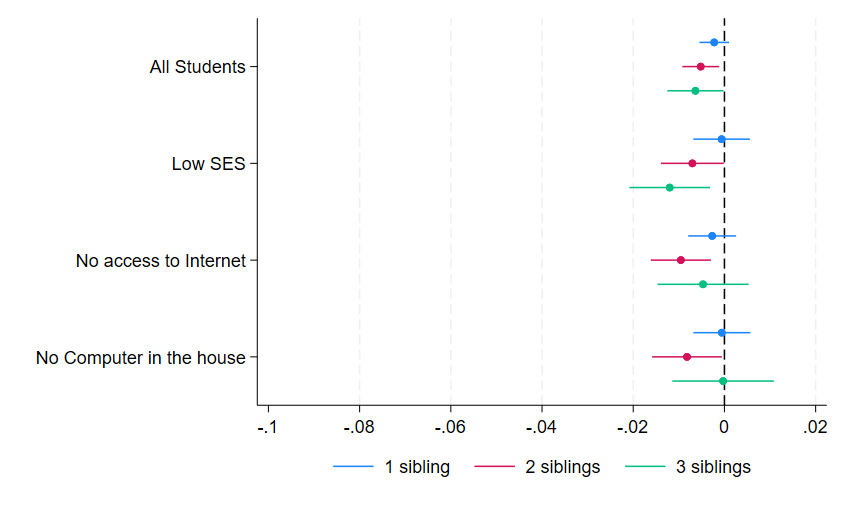 All Students
Low SES
No access to Internet
No Computer in the house
-.1 -.08 -.06 -.04 -.02 0 .02
1 sibling 2 siblings 3 siblings